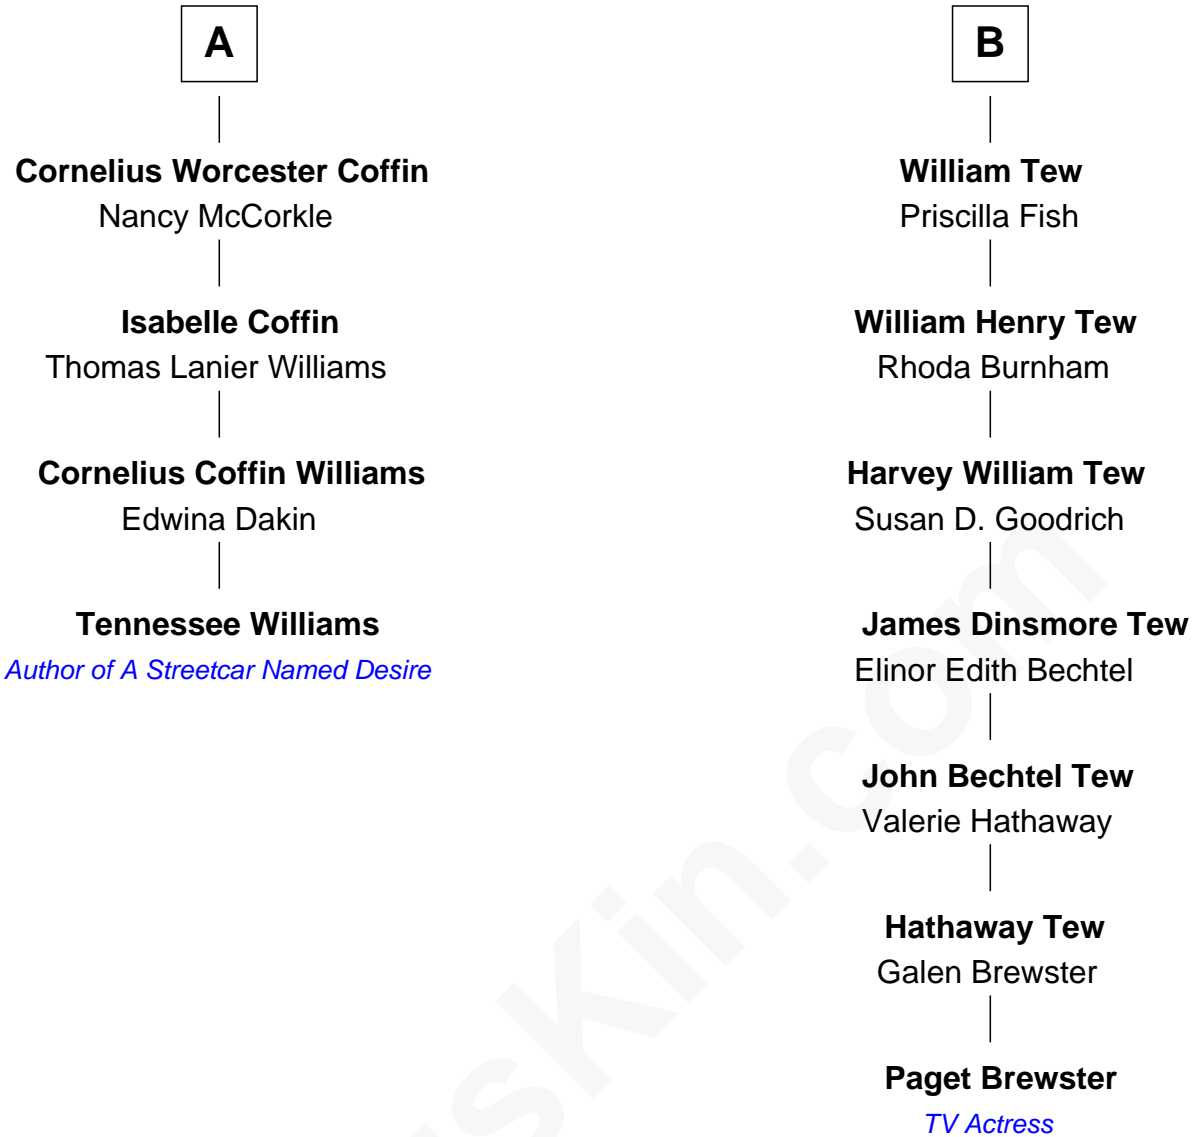 A
Cornelius Worcester Coffin
Nancy McCorkle
Isabelle Coffin
Thomas Lanier Williams
Cornelius Coffin Williams
Edwina Dakin
Tennessee Williams
Author of A Streetcar Named Desire
B
William Tew
Priscilla Fish
William Henry Tew
Rhoda Burnham
Harvey William Tew
Susan D. Goodrich
James Dinsmore Tew
Elinor Edith Bechtel
John Bechtel Tew
Valerie Hathaway
Hathaway Tew
Galen Brewster
Paget Brewster
TV Actress
sKin.com